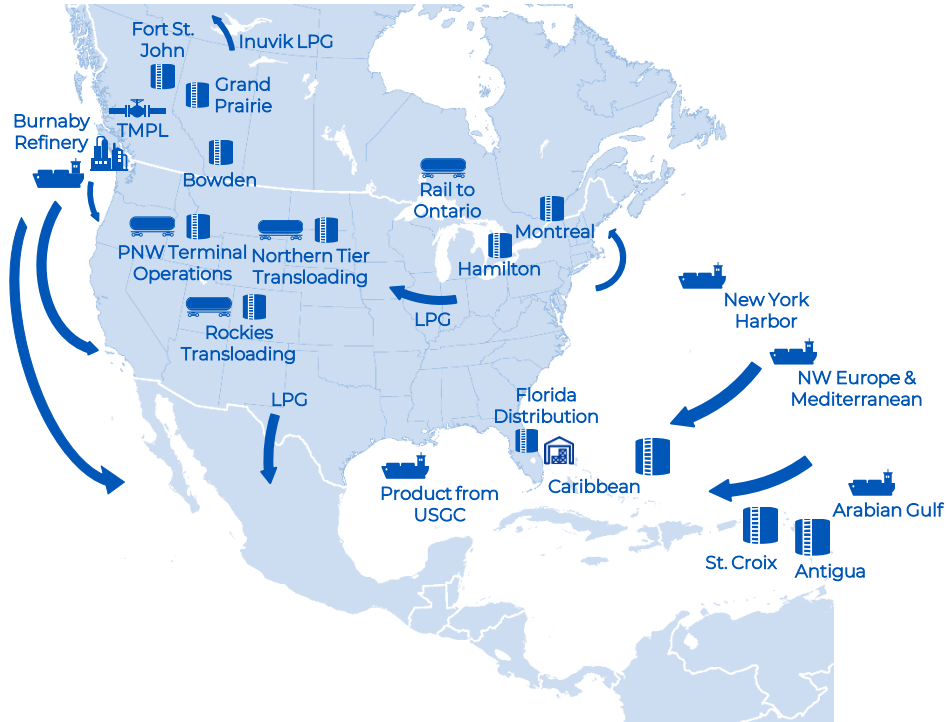 Fort St.
John
Inuvik LPG
Grand
Prairie
Burnaby
Refinery
TMPL
Bowden
Rail to
Ontario
Montreal
Hamilton
PNW Terminal
Operations
Northern Tier
Transloading
New York
Harbor
LPG
Rockies
Transloading
NW Europe &
Mediterranean
LPG
Florida
Distribution
Caribbean
Product from
USGC
Arabian Gulf
St. Croix
Antigua